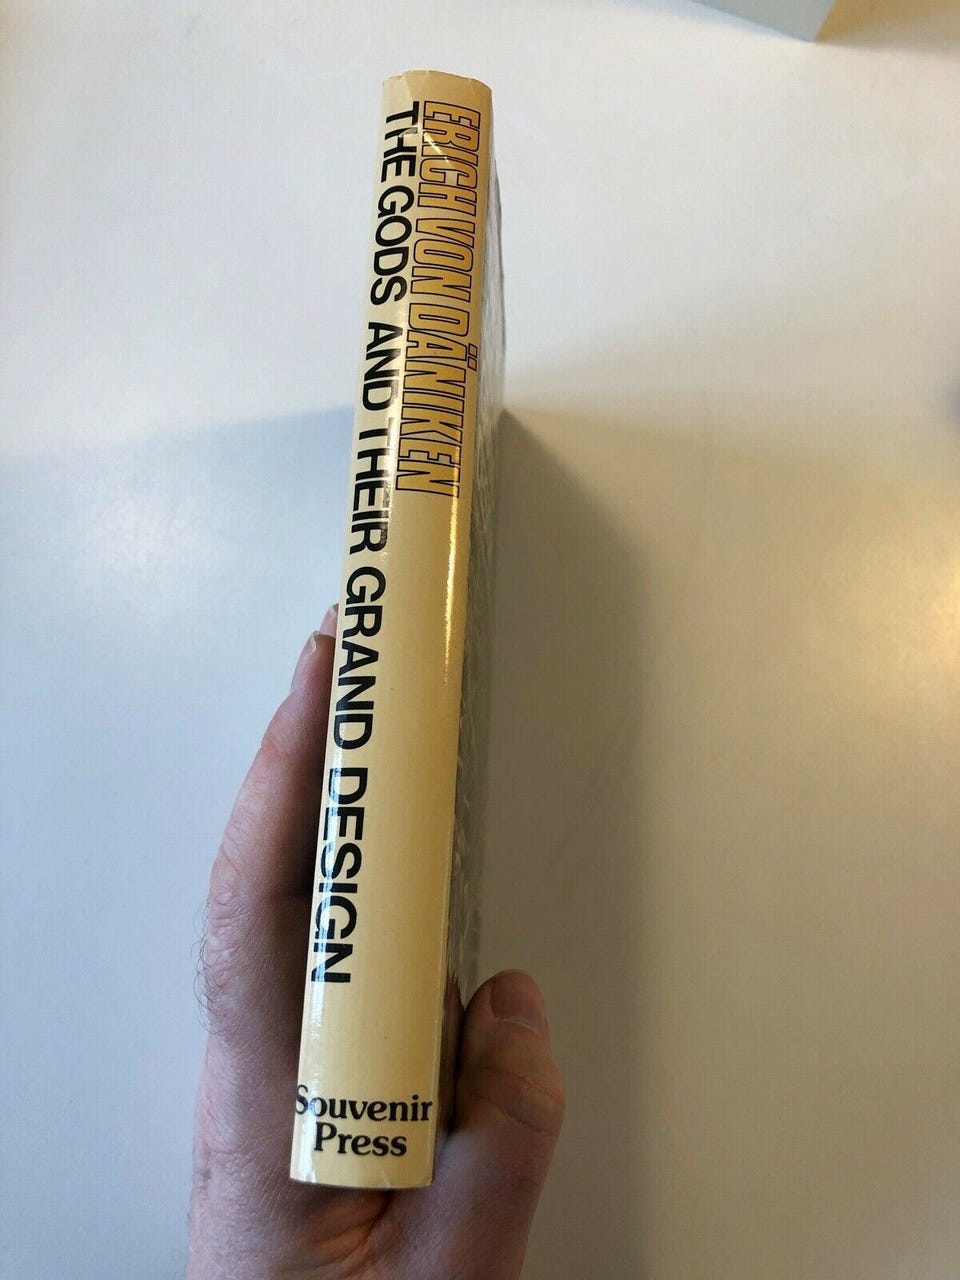 ERICH VON DÄNIKEN
THE GODS AND THEIR GRAND DESIGN
Souvenir
Press